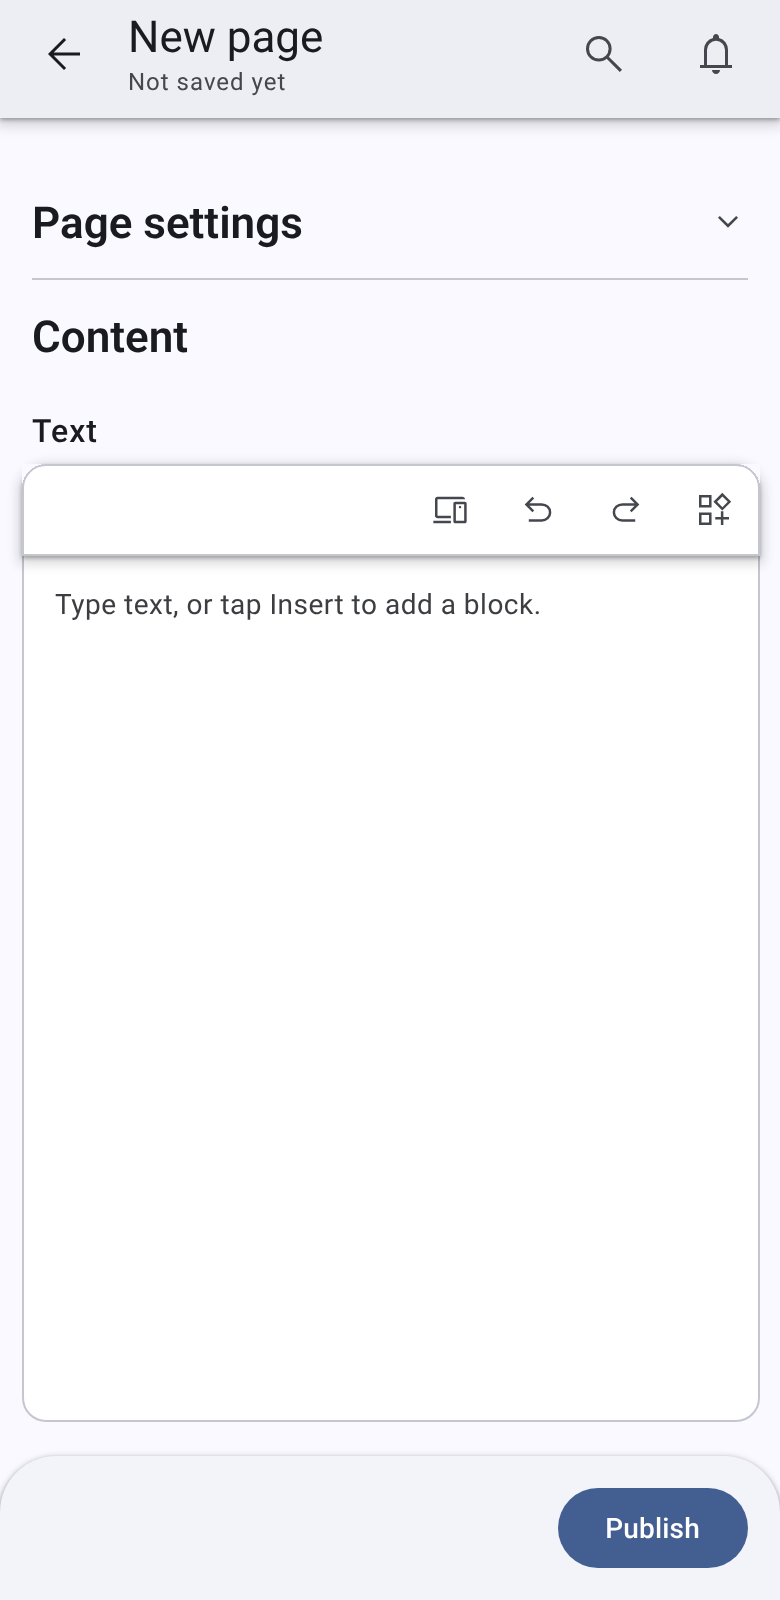 New page
Not saved yet
Page settings
Content
Text
Type text, or tap Insert to add a block.
Publish